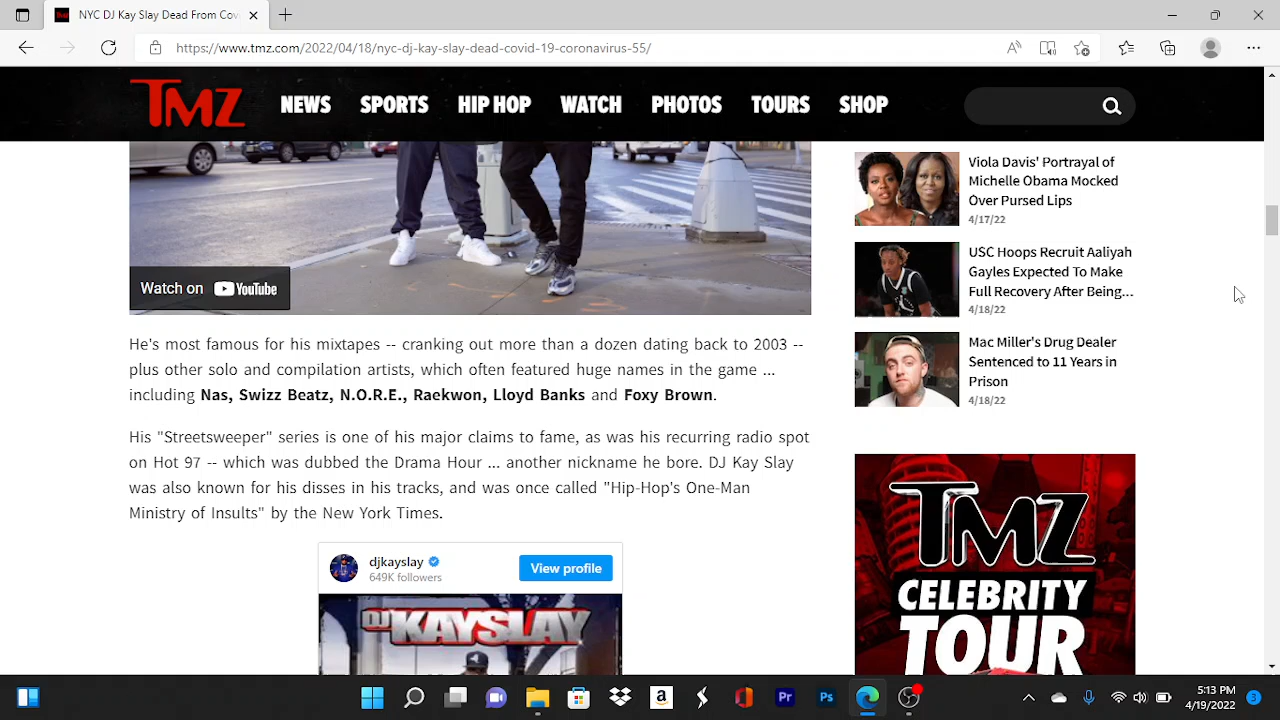 NYC DJ Kay Slay Dead From Cov
https://www.tmz.com/2022/04/18/nyc-dj-kay-slay-dead-covid-19-coronavirus-55/
TMZ
NEWS SPORTS HIP HOP WATCH PHOTOS TOURS SHOP
Watch on YouTube
He's most famous for his mixtapes -- cranking out more than a dozen dating back to 2003 --
plus other solo and compilation artists, which often featured huge names in the game ...
including Nas, Swizz Beatz, N.O.R.E., Raekwon, Lloyd Banks and Foxy Brown.
His "Streetsweeper" series is one of his major claims to fame, as was his recurring radio spot
on Hot 97 -- which was dubbed the Drama Hour ... another nickname he bore. DJ Kay Slay
was also known for his disses in his tracks, and was once called "Hip-Hop's One-Man
Ministry of Insults" by the New York Times.
djkayslay
649K followers
View profile
DJ KAYSLAY
Viola Davis' Portrayal of
Michelle Obama Mocked
Over Pursed Lips
4/17/22
USC Hoops Recruit Aaliyah
Gayles Expected To Make
Full Recovery After Being...
4/18/22
Mac Miller's Drug Dealer
Sentenced to 11 Years in
Prison
4/18/22
TMZ
CELEBRITY
TOUR
Pr
Ps
5:13 PM
4/19/2022
3